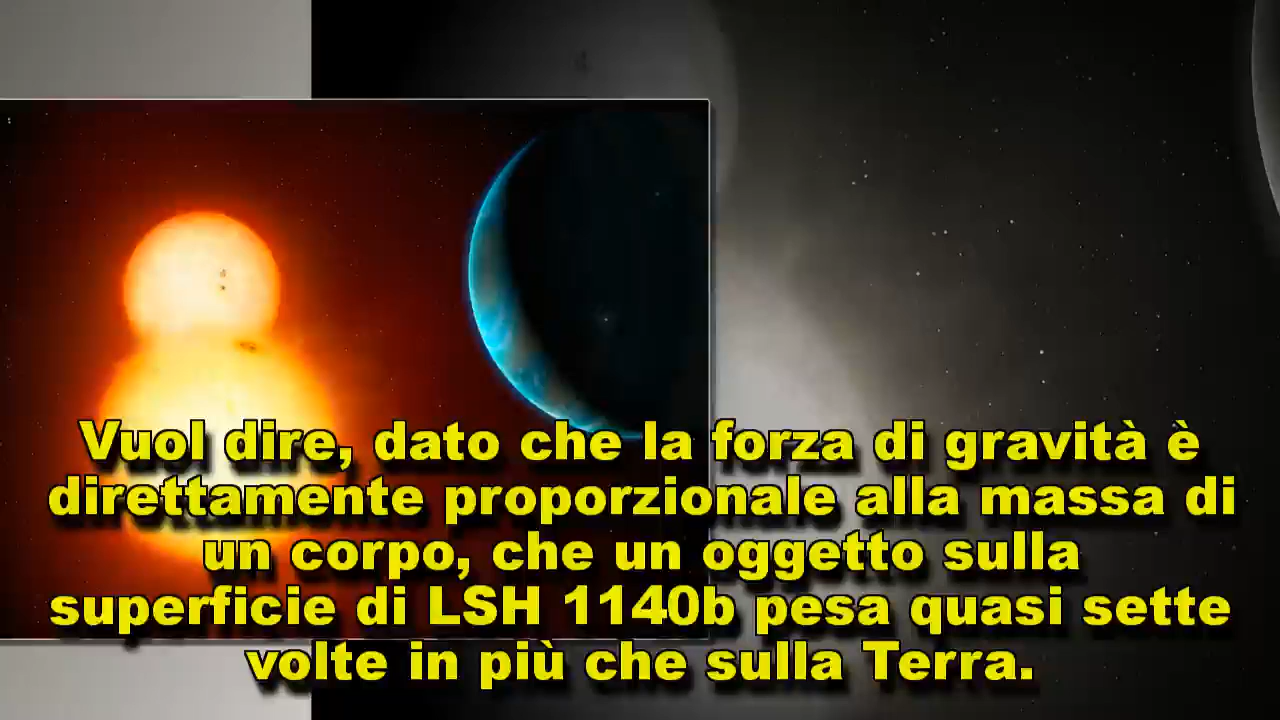 Vuol dire, dato che la forza di gravità è
direttamente proporzionale alla massa di
un corpo, che un oggetto sulla
superficie di LSH 1140b pesa quasi sette
volte in più che sulla Terra.